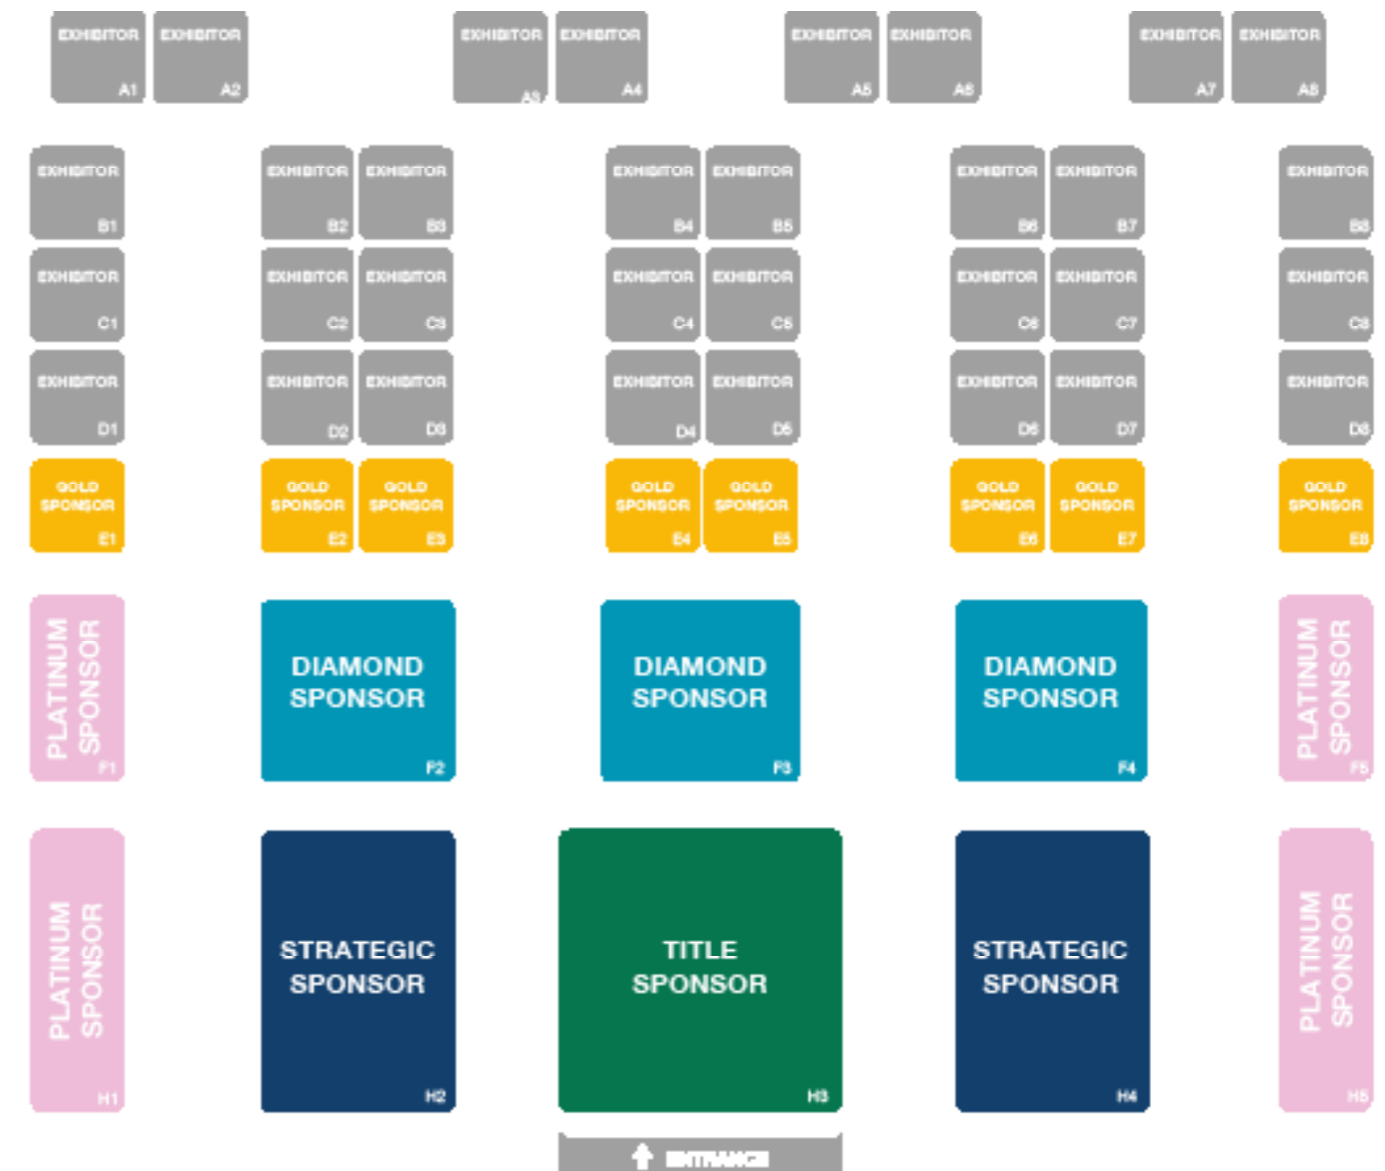 EXHIBITOR EXHIBITOR EXHIBITOR EXHIBITOR EXHIBITOR EXHIBITOR EXHIBITOR EXHIBITOR
A1 A2 A3 A4 A5 A6 A7 A8
EXHIBITOR EXHIBITOR EXHIBITOR EXHIBITOR EXHIBITOR EXHIBITOR EXHIBITOR EXHIBITOR
B1 B2 B3 B4 B5 B6 B7 B8
EXHIBITOR EXHIBITOR EXHIBITOR EXHIBITOR EXHIBITOR EXHIBITOR EXHIBITOR EXHIBITOR
C1 C2 C3 C4 C5 C6 C7 C8
EXHIBITOR EXHIBITOR EXHIBITOR EXHIBITOR EXHIBITOR EXHIBITOR EXHIBITOR EXHIBITOR
D1 D2 D3 D4 D5 D6 D7 D8
GOLD GOLD GOLD GOLD GOLD GOLD GOLD GOLD
SPONSOR SPONSOR SPONSOR SPONSOR SPONSOR SPONSOR SPONSOR SPONSOR
E1 E2 E3 E4 E5 E6 E7 E8
PLATINUM
SPONSOR
F1
DIAMOND
SPONSOR
F2
DIAMOND
SPONSOR
F3
DIAMOND
SPONSOR
F4
PLATINUM
SPONSOR
F5
PLATINUM
SPONSOR
H1
STRATEGIC
SPONSOR
H2
TITLE
SPONSOR
H3
STRATEGIC
SPONSOR
H4
PLATINUM
SPONSOR
H5
ENTRANCE